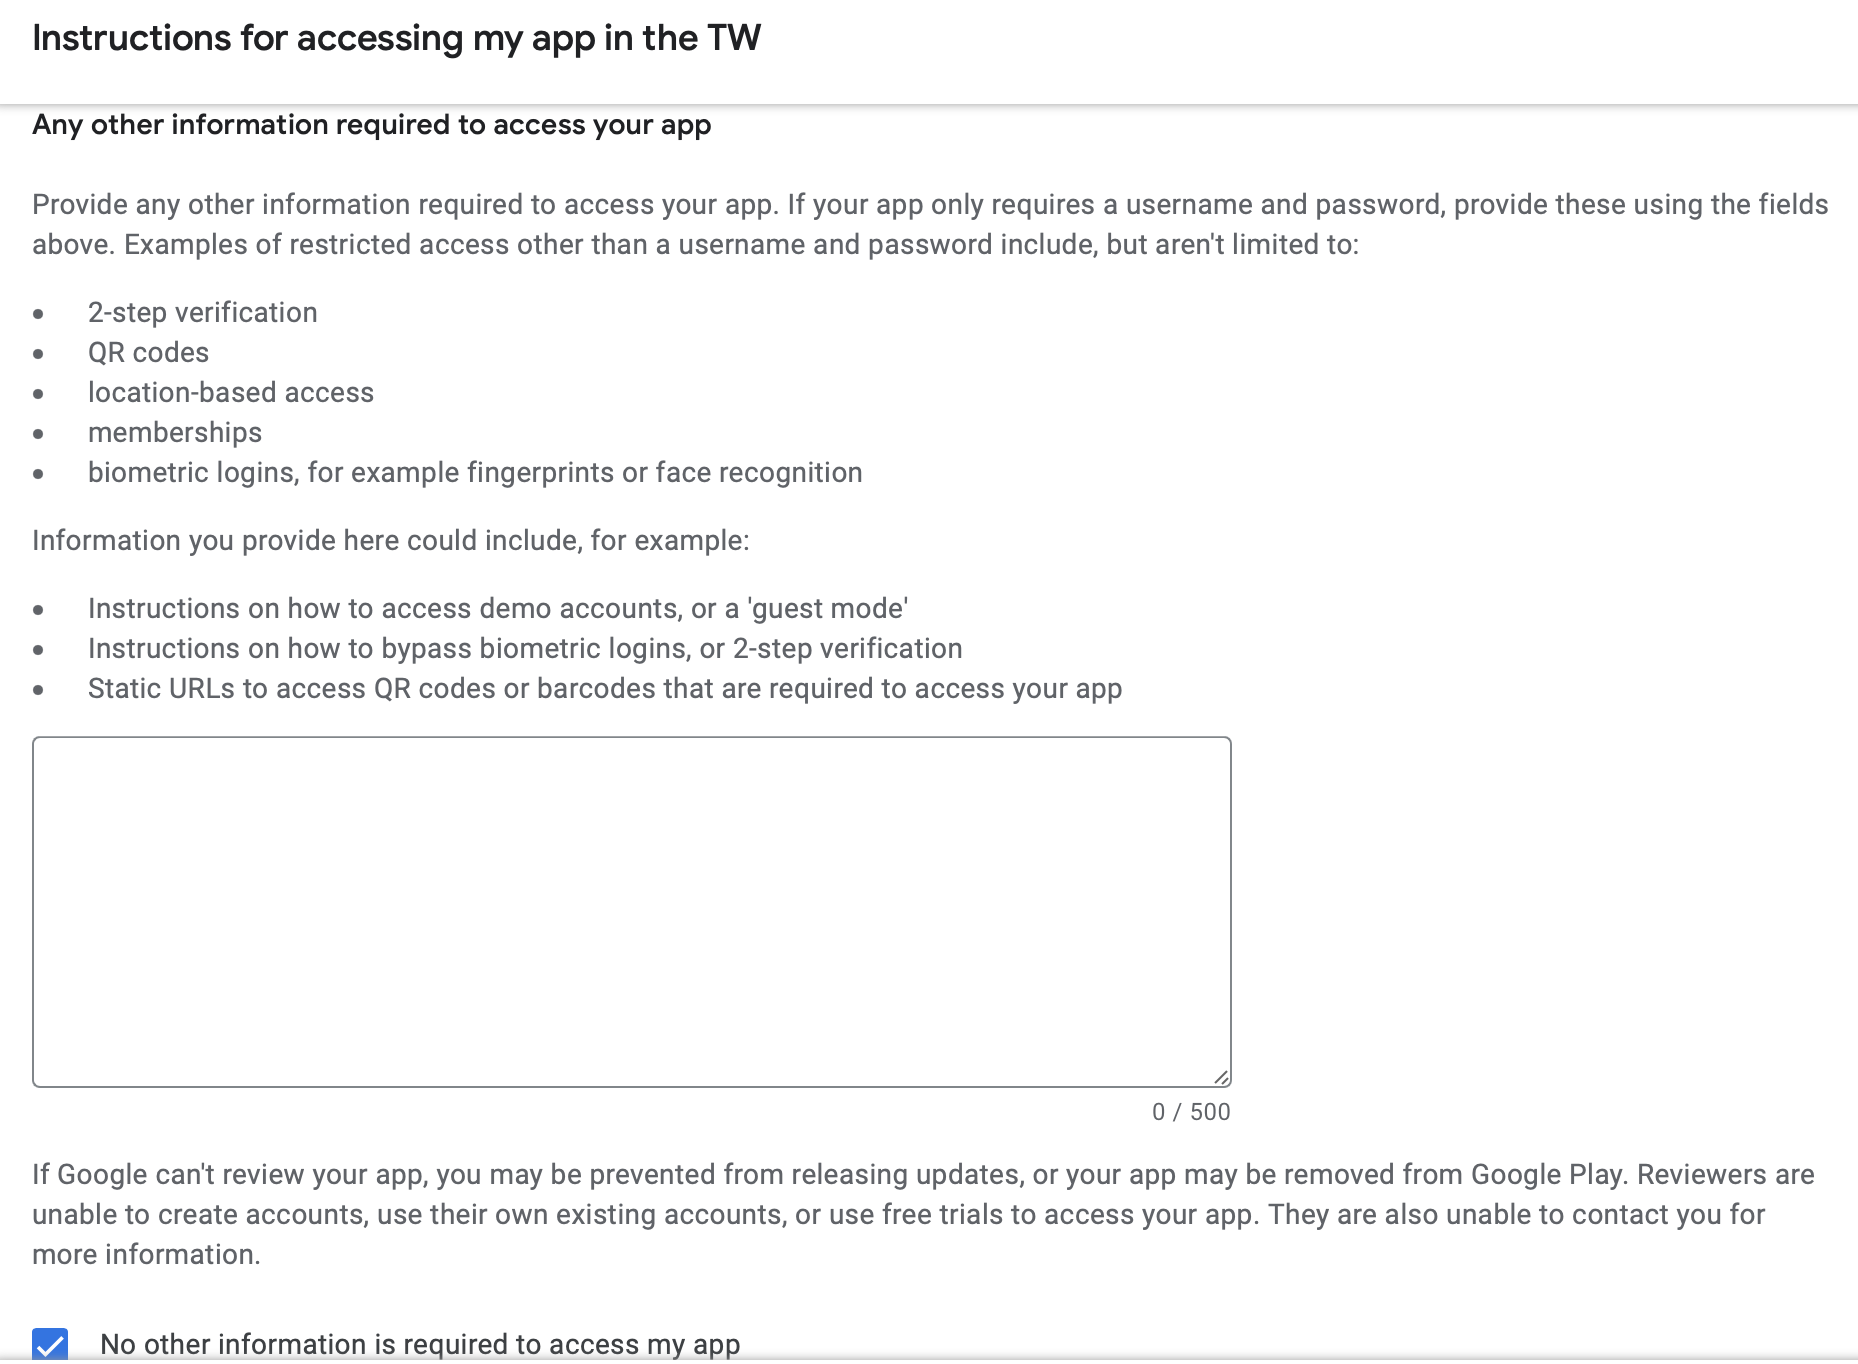 Instructions for accessing my app in the TW
Any other information required to access your app
Provide any other information required to access your app. If your app only requires a username and password, provide these using the fields
above. Examples of restricted access other than a username and password include, but aren't limited to:
• 2-step verification
• QR codes
• location-based access
• memberships
• biometric logins, for example fingerprints or face recognition
Information you provide here could include, for example:
• Instructions on how to access demo accounts, or a 'guest mode'
• Instructions on how to bypass biometric logins, or 2-step verification
• Static URLs to access QR codes or barcodes that are required to access your app
0 / 500
If Google can't review your app, you may be prevented from releasing updates, or your app may be removed from Google Play. Reviewers are
unable to create accounts, use their own existing accounts, or use free trials to access your app. They are also unable to contact you for
more information.
No other information is required to access my app